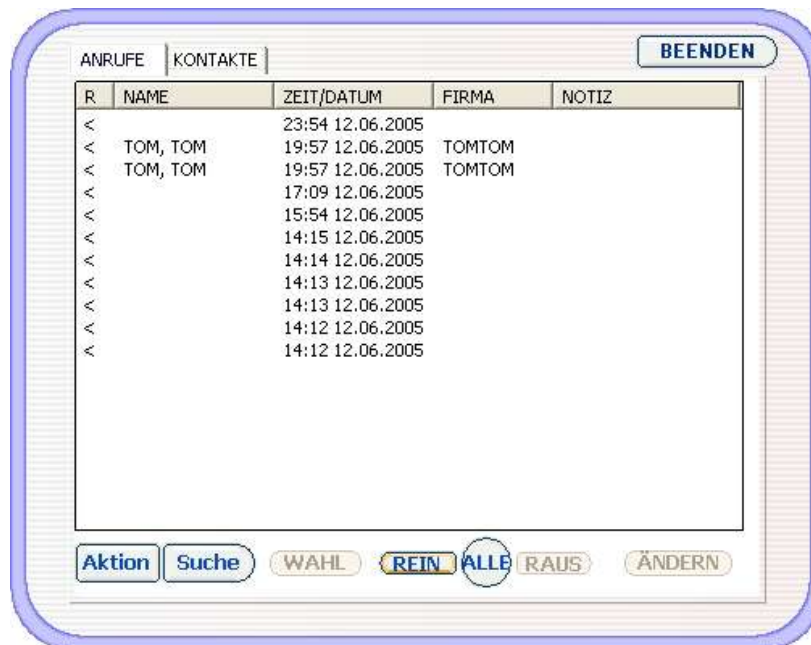 BEENDEN
ANRUFE KONTAKTE
R NAME ZEIT/DATUM FIRMA NOTIZ
< 23:54 12.06.2005
< TOM, TOM 19:57 12.06.2005 TOMTOM
< TOM, TOM 19:57 12.06.2005 TOMTOM
< 17:09 12.06.2005
< 15:54 12.06.2005
< 14:15 12.06.2005
< 14:14 12.06.2005
< 14:13 12.06.2005
< 14:13 12.06.2005
< 14:12 12.06.2005
< 14:12 12.06.2005
Aktion Suche WAHL REIN ALLE RAUS ÄNDERN